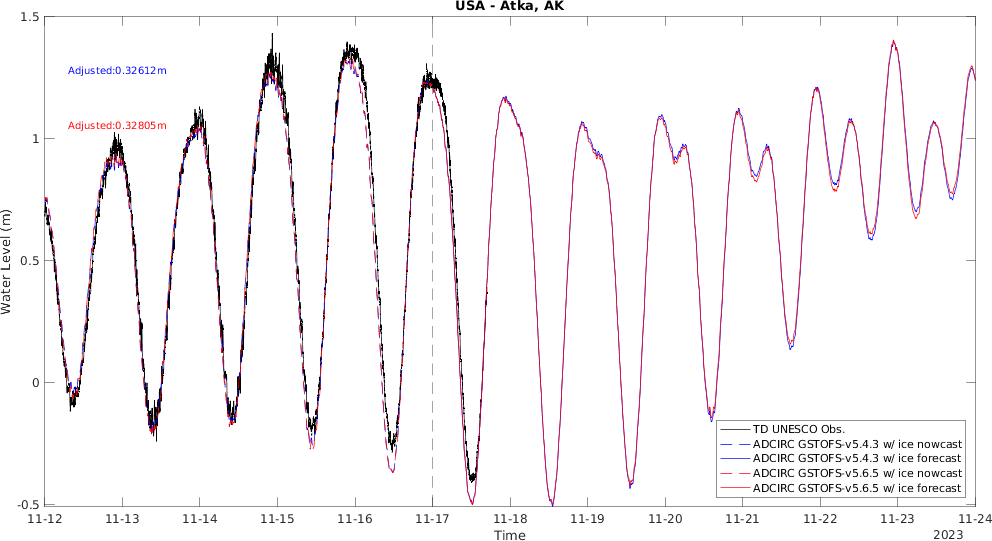 USA - Atka, AK
1.5
Adjusted:0.32612m
Adjusted:0.32805m
1
0.5
0
-0.5
Water Level (m)
TD UNESCO Obs.
ADCIRC GSTOFS-v5.4.3 w/ ice nowcast
ADCIRC GSTOFS-v5.4.3 w/ ice forecast
ADCIRC GSTOFS-v5.6.5 w/ ice nowcast
ADCIRC GSTOFS-v5.6.5 w/ ice forecast
11-12 11-13 11-14 11-15 11-16 11-17 11-18 11-19 11-20 11-21 11-22 11-23 11-24
Time
2023